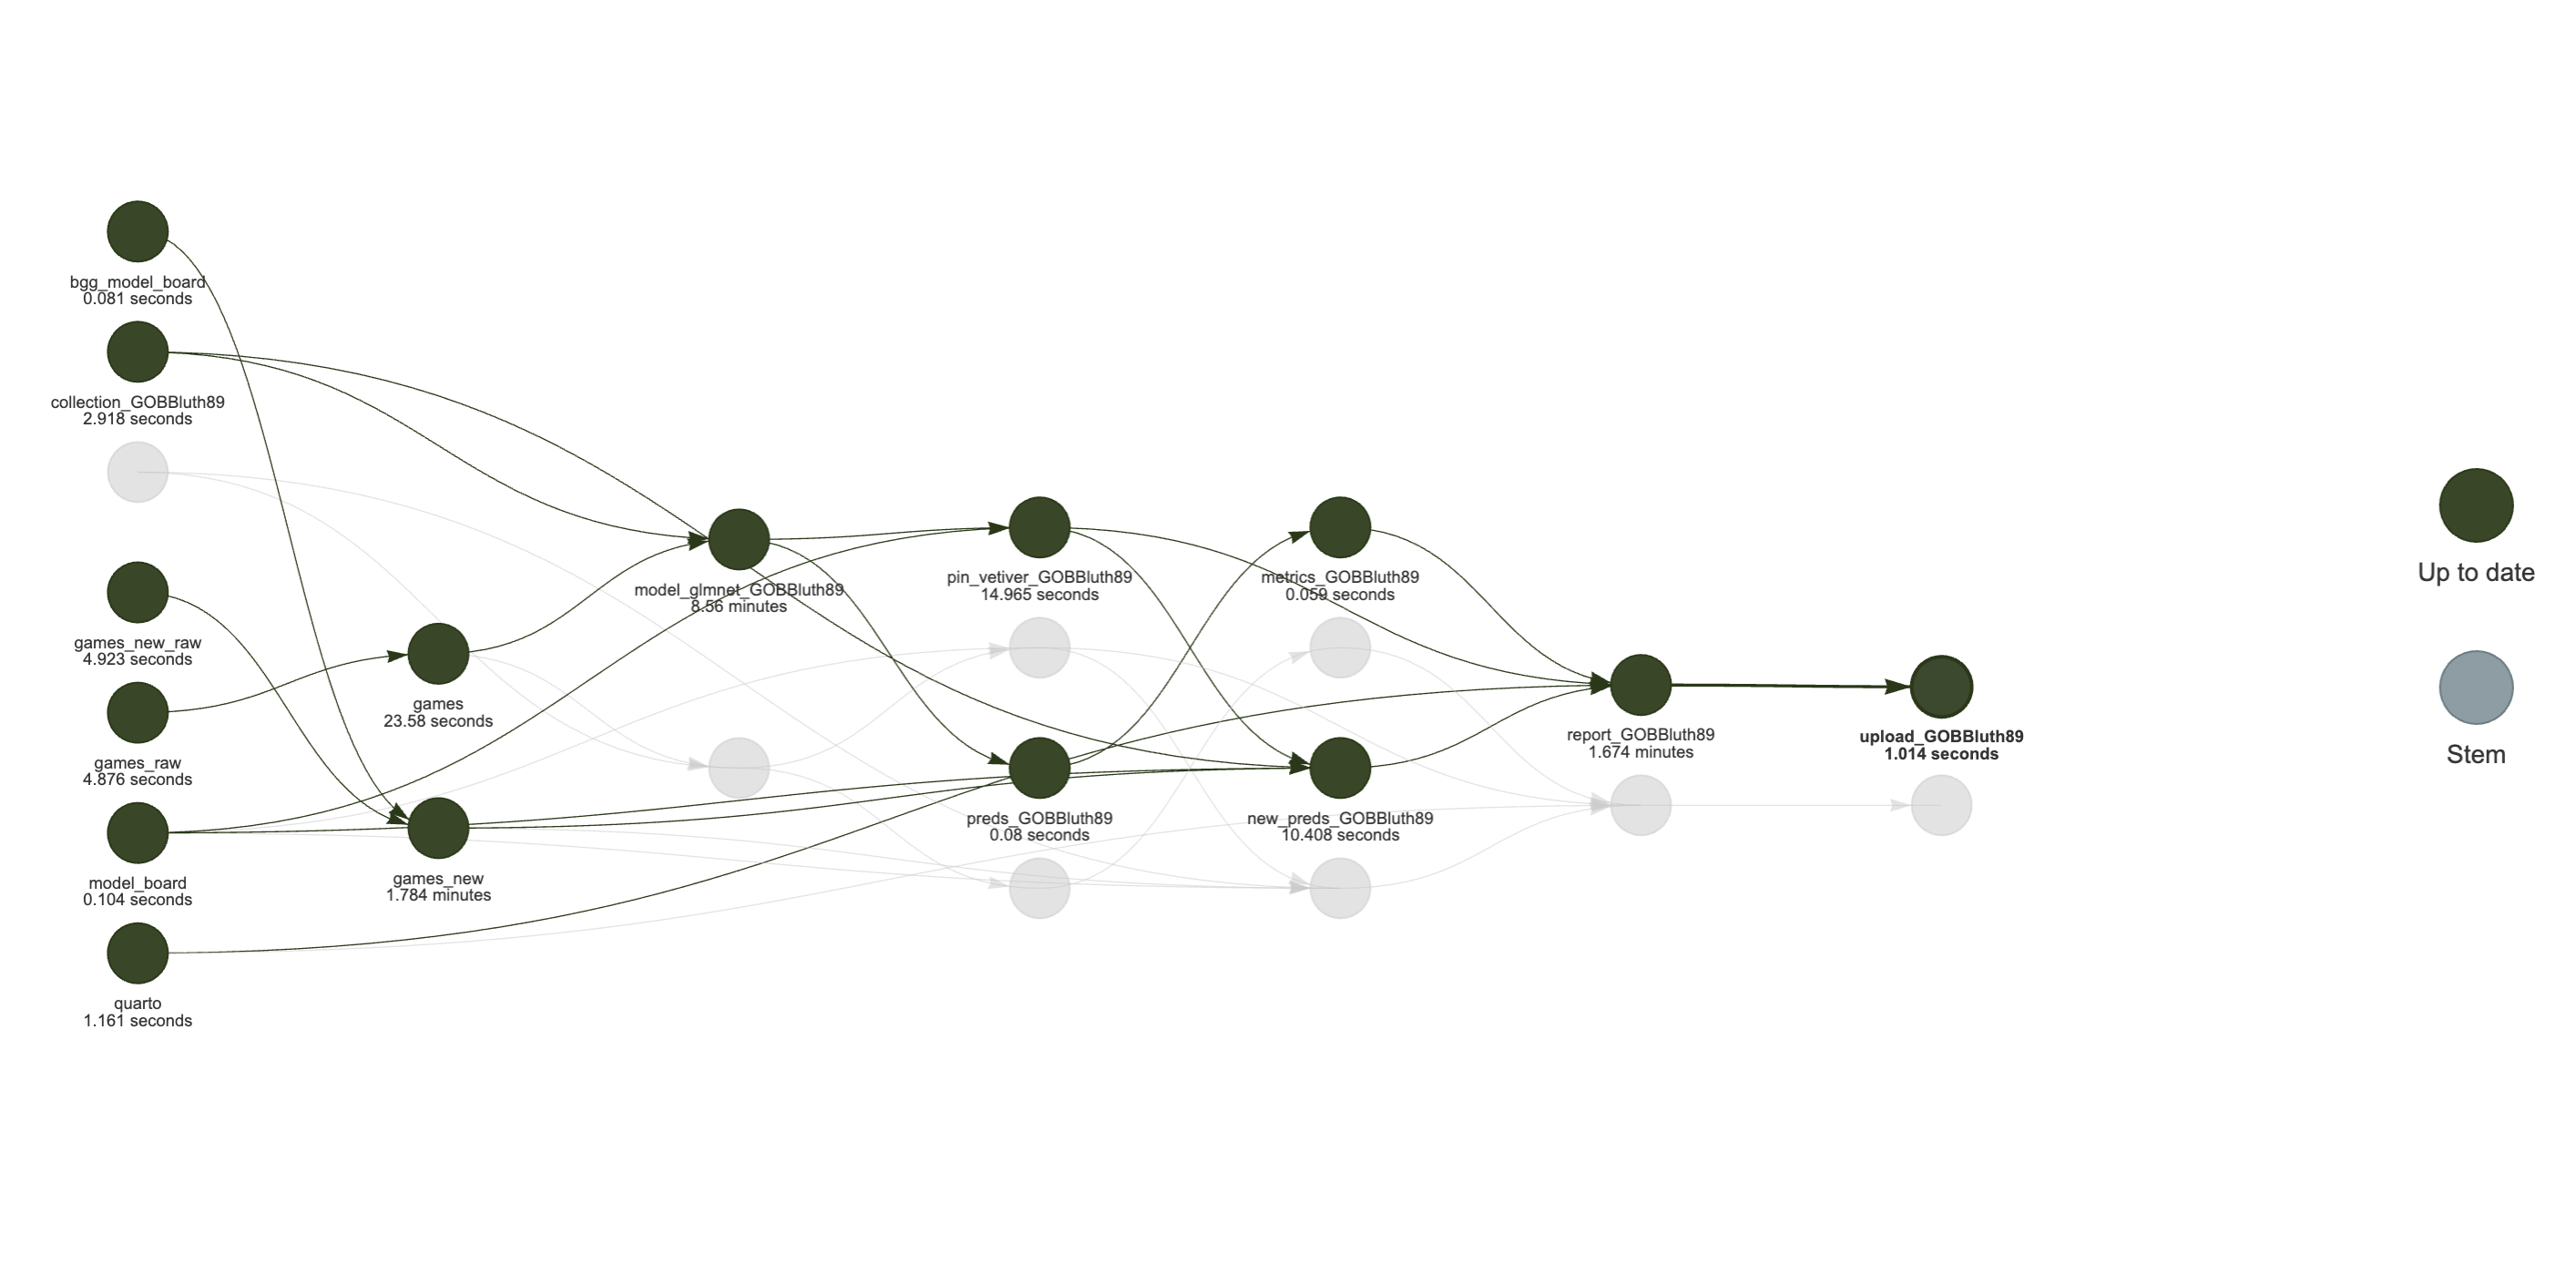 bgg_model_board
0.081 seconds
collection_GOBBluth89
2.918 seconds
games_new_raw
4.923 seconds
games_raw
4.876 seconds
model_board
0.104 seconds
quarto
1.161 seconds
games
23.58 seconds
games_new
1.784 minutes
model_glmnet_GOBBluth89
8.56 minutes
pin_vetiver_GOBBluth89
14.965 seconds
preds_GOBBluth89
0.08 seconds
metrics_GOBBluth89
0.059 seconds
new_preds_GOBBluth89
10.408 seconds
report_GOBBluth89
1.674 minutes
upload_GOBBluth89
1.014 seconds
Up to date
Stem